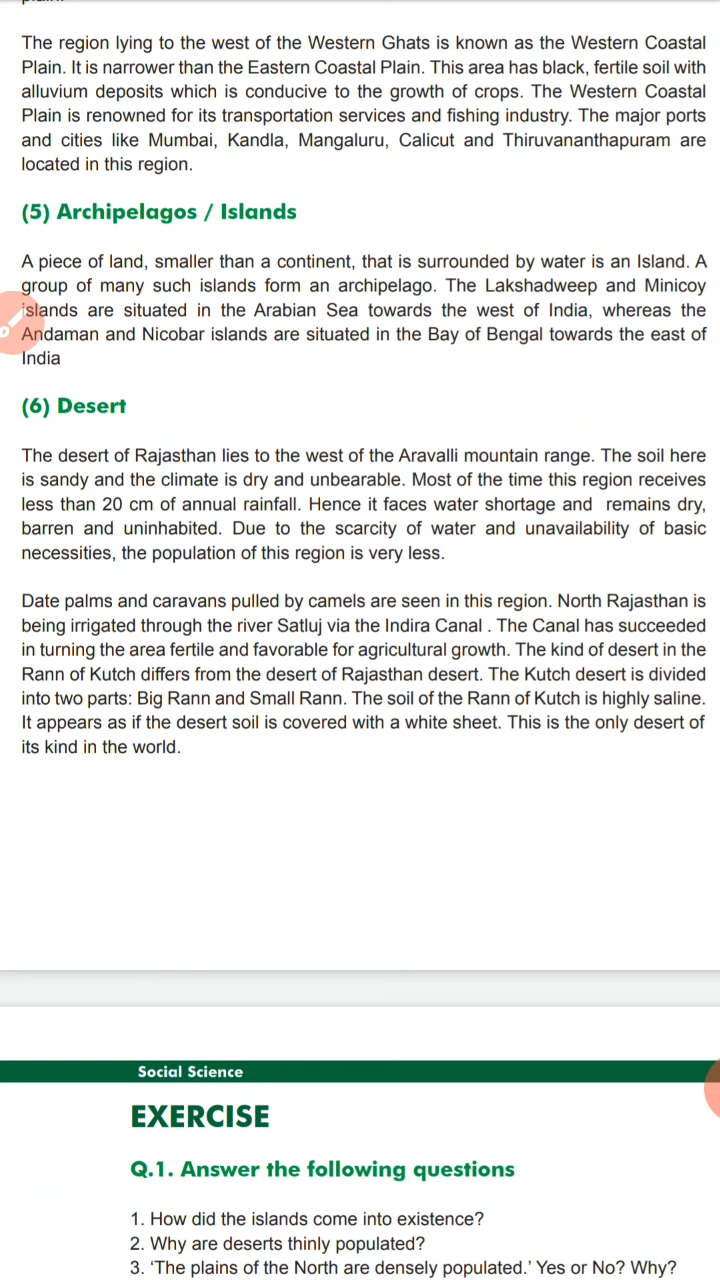 The region lying to the west of the Western Ghats is known as the Western Coastal
Plain. It is narrower than the Eastern Coastal Plain. This area has black, fertile soil with
alluvium deposits which is conducive to the growth of crops. The Western Coastal
Plain is renowned for its transportation services and fishing industry. The major ports
and cities like Mumbai, Kandla, Mangaluru, Calicut and Thiruvananthapuram are
located in this region.
(5) Archipelagos / Islands
A piece of land, smaller than a continent, that is surrounded by water is an Island. A
group of many such islands form an archipelago. The Lakshadweep and Minicoy
islands are situated in the Arabian Sea towards the west of India, whereas the
Andaman and Nicobar islands are situated in the Bay of Bengal towards the east of
India
(6) Desert
The desert of Rajasthan lies to the west of the Aravalli mountain range. The soil here
is sandy and the climate is dry and unbearable. Most of the time this region receives
less than 20 cm of annual rainfall. Hence it faces water shortage and remains dry,
barren and uninhabited. Due to the scarcity of water and unavailability of basic
necessities, the population of this region is very less.
Date palms and caravans pulled by camels are seen in this region. North Rajasthan is
being irrigated through the river Satluj via the Indira Canal . The Canal has succeeded
in turning the area fertile and favorable for agricultural growth. The kind of desert in the
Rann of Kutch differs from the desert of Rajasthan desert. The Kutch desert is divided
into two parts: Big Rann and Small Rann. The soil of the Rann of Kutch is highly saline.
It appears as if the desert soil is covered with a white sheet. This is the only desert of
its kind in the world.
Social Science
EXERCISE
Q.1. Answer the following questions
1. How did the islands come into existence?
2. Why are deserts thinly populated?
3. ‘The plains of the North are densely populated.’ Yes or No? Why?